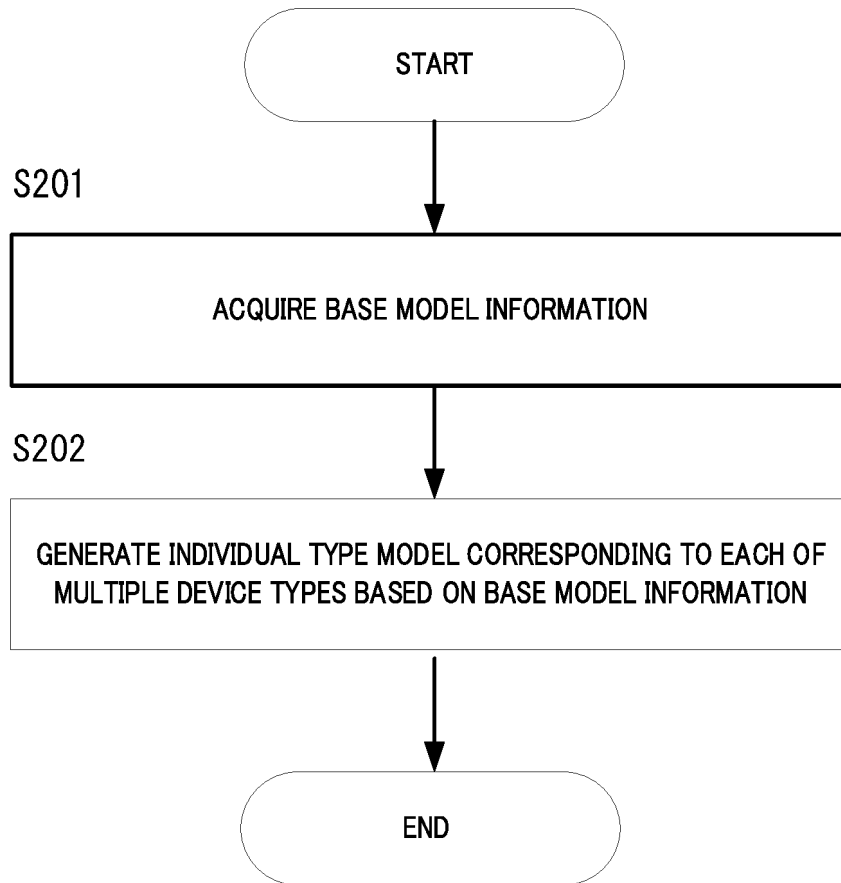 START
S201
ACQUIRE BASE MODEL INFORMATION
S202
GENERATE INDIVIDUAL TYPE MODEL CORRESPONDING TO EACH OF
MULTIPLE DEVICE TYPES BASED ON BASE MODEL INFORMATION
END